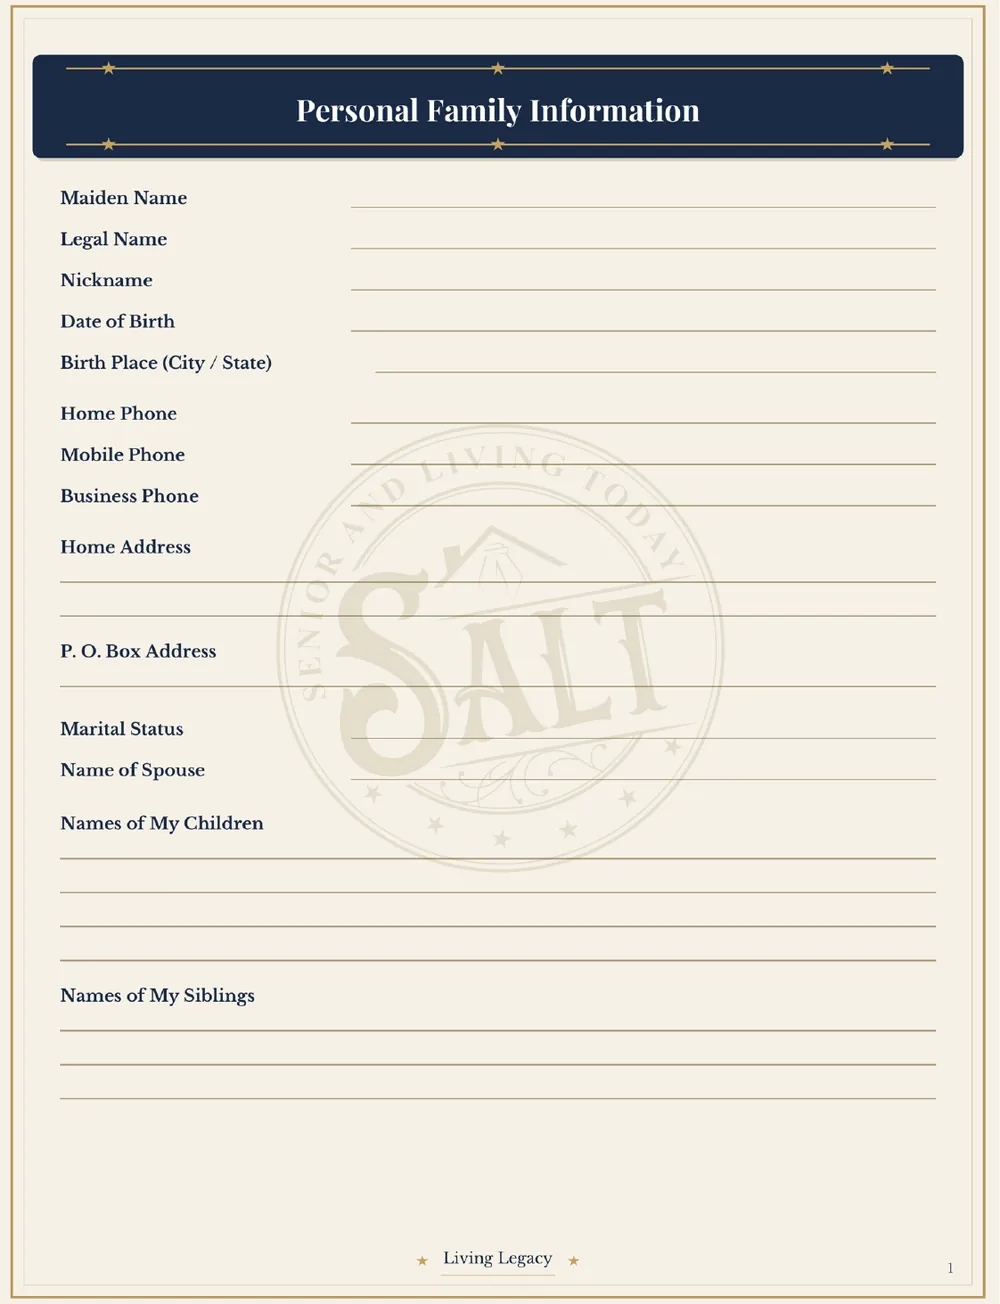 Personal Family Information
Maiden Name
Legal Name
Nickname
Date of Birth
Birth Place (City / State)
Home Phone
Mobile Phone
Business Phone
Home Address
P. O. Box Address
Marital Status
Name of Spouse
Names of My Children
Names of My Siblings
SENIOR AND LIVING TODAY
SALT
Living Legacy
1